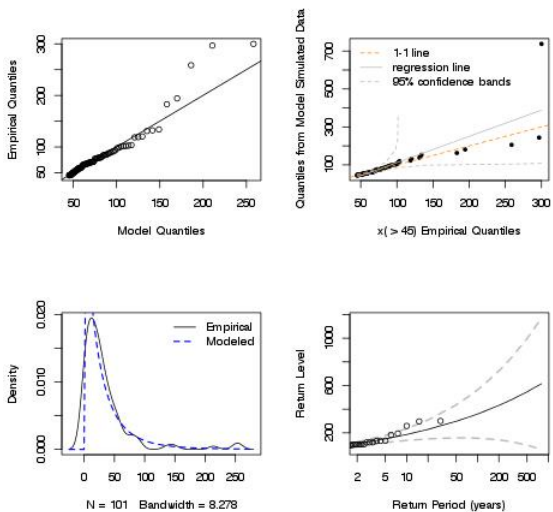 Empirical Quantiles
300
200
100
50
50
100
150
200
250
Model Quantiles
Quantiles from Model Simulated Data
700
500
300
100
1-1 line
regression line
95% confidence bands
50
100
150
200
250
300
x( > 45) Empirical Quantiles
Density
0.020
0.010
0.000
Empirical
Modeled
0
50
100
150
200
250
N = 101 Bandwidth = 8.278
Return Level
1000
600
200
2
5
10
50
200
500
Return Period (years)